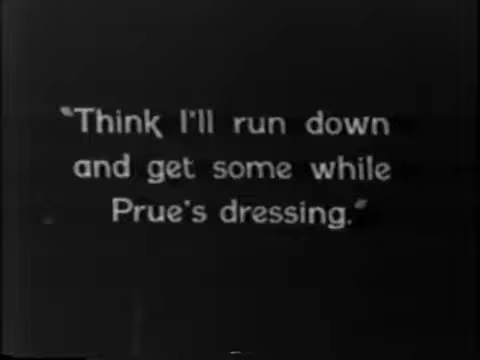 "Think I'll run down
and get some while
Prue's dressing."